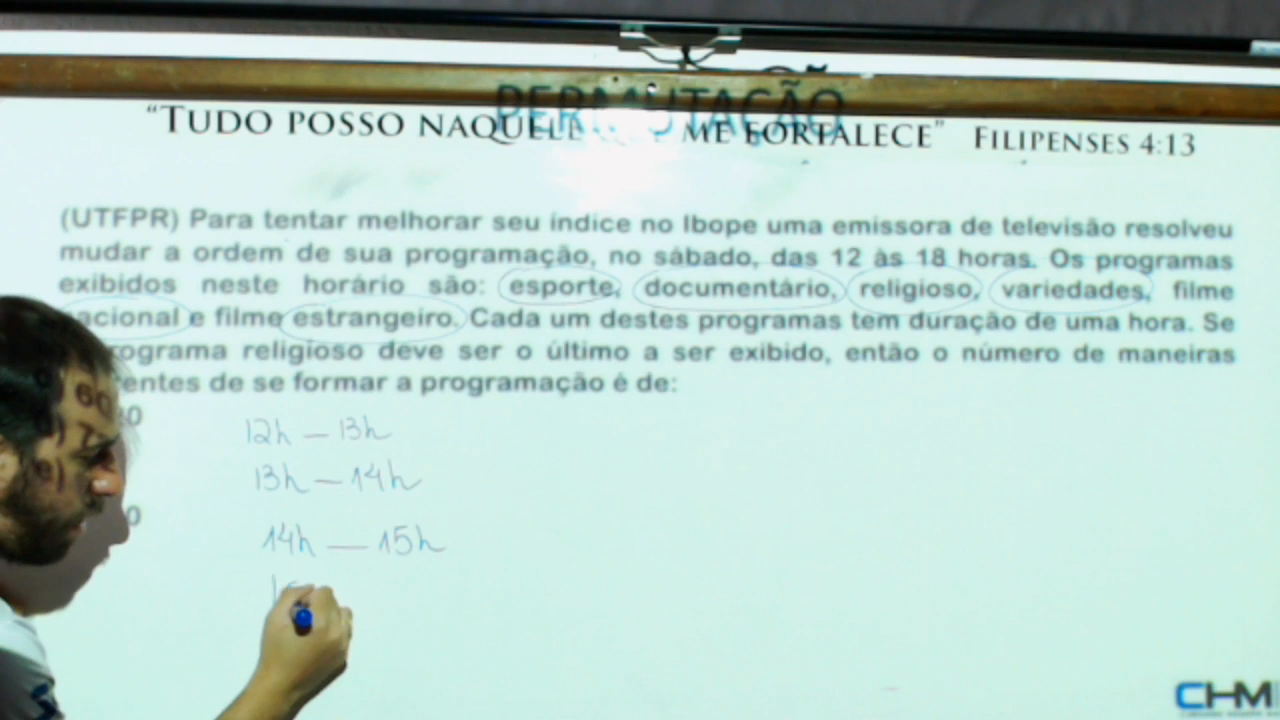 PERMUTAÇÃO
"TUDO POSSO NAQUELE ME FORTALECE" FILIPENSES 4:13
(UTFPR) Para tentar melhorar seu índice no Ibope uma emissora de televisão resolveu
mudar a ordem de sua programação, no sábado, das 12 às 18 horas. Os programas
exibidos neste horário são: esporte, documentário, religioso, variedades, filme
nacional e filme estrangeiro. Cada um destes programas tem duração de uma hora. Se
programa religioso deve ser o último a ser exibido, então o número de maneiras
de se formar a programação é de:
12h — 13h
13h — 14h
14h — 15h
CHM